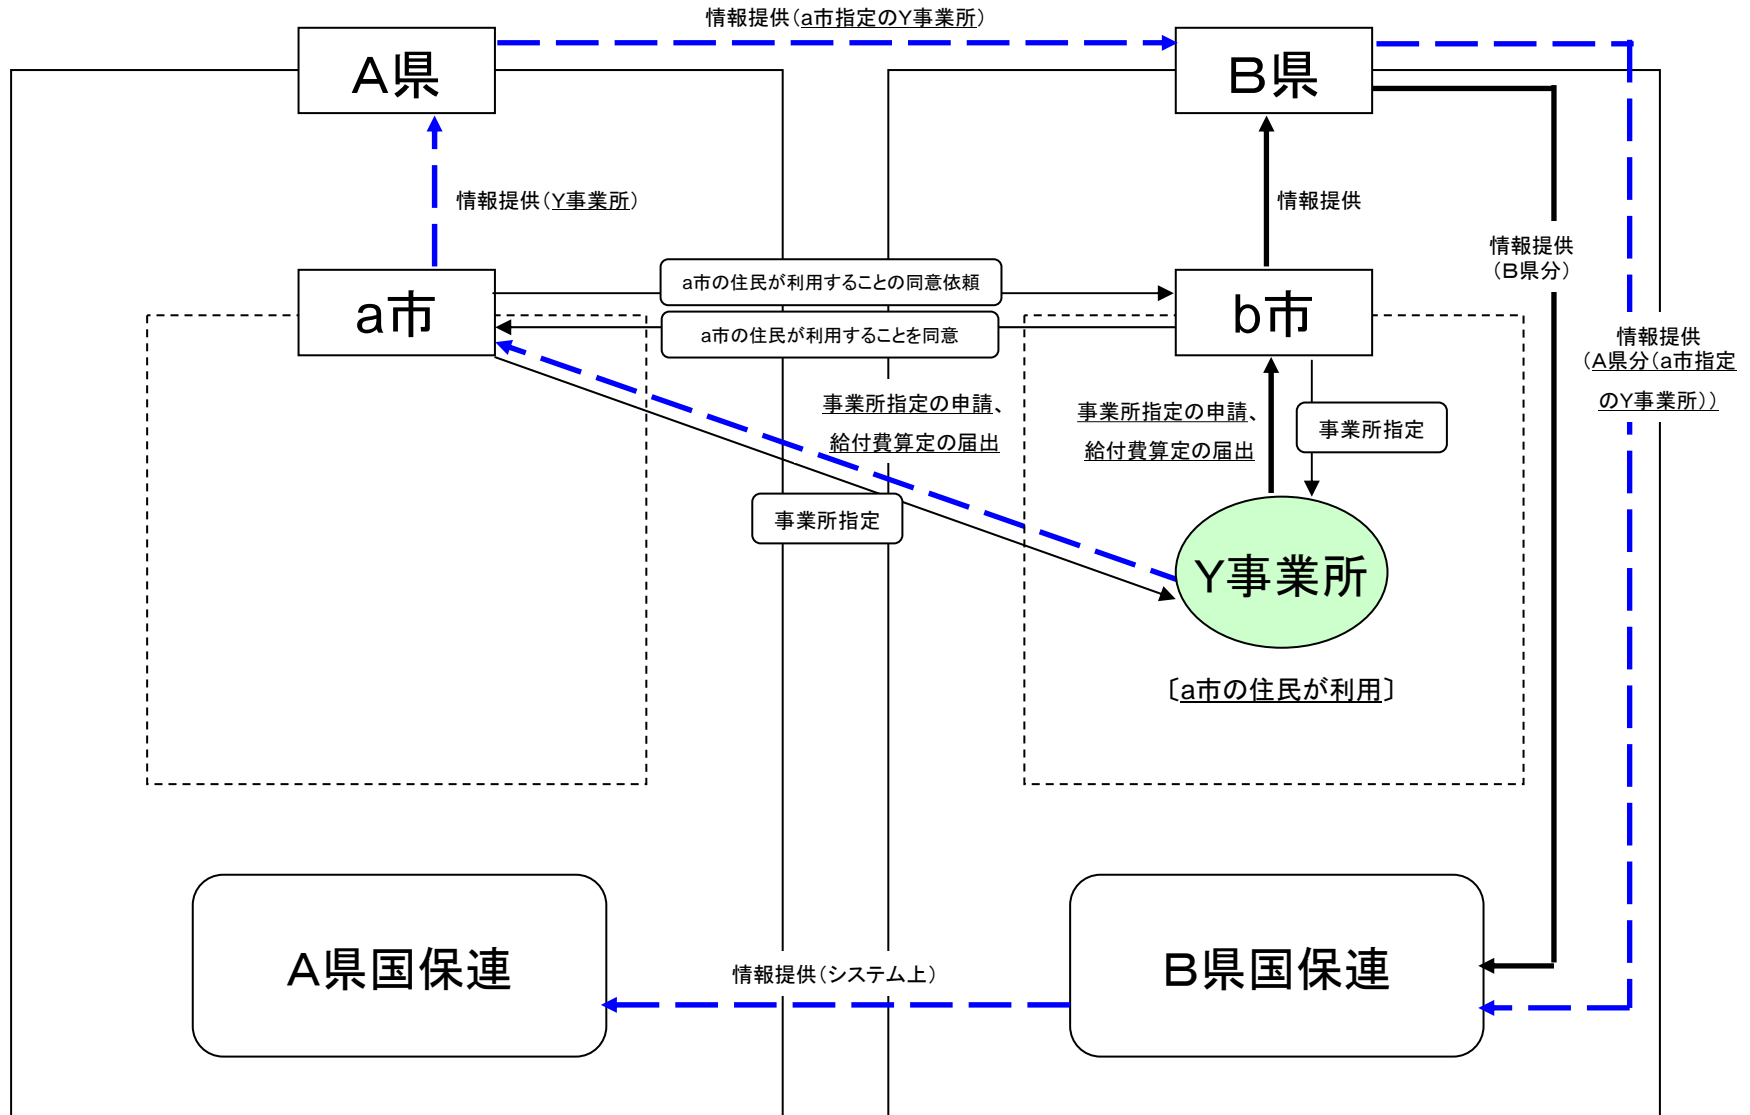 情報提供(a市指定のY事業所)
A県
B県
情報提供(Y事業所)
情報提供
情報提供
(B県分)
a市の住民が利用することの同意依頼
a市
b市
a市の住民が利用することを同意
情報提供
(A県分(a市指定
のY事業所))
事業所指定の申請、
給付費算定の届出
事業所指定の申請、
給付費算定の届出
事業所指定
事業所指定
Y事業所
〔a市の住民が利用〕
A県国保連
情報提供(システム上)
B県国保連